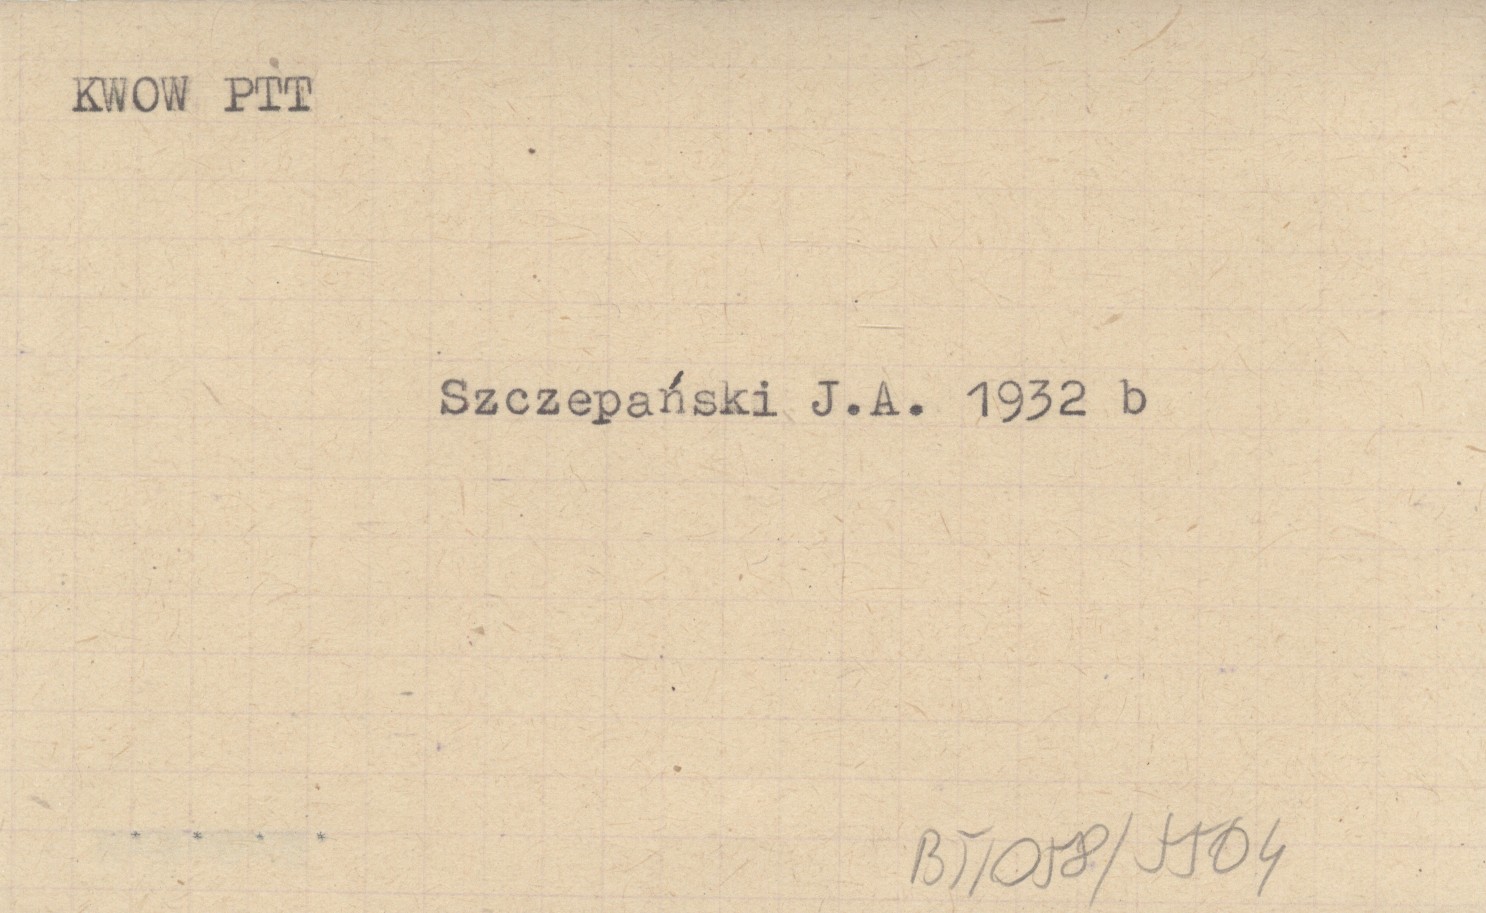 KWOW PTT
Szczepański J.A. 1932 b
* * * *
BT/058/5504